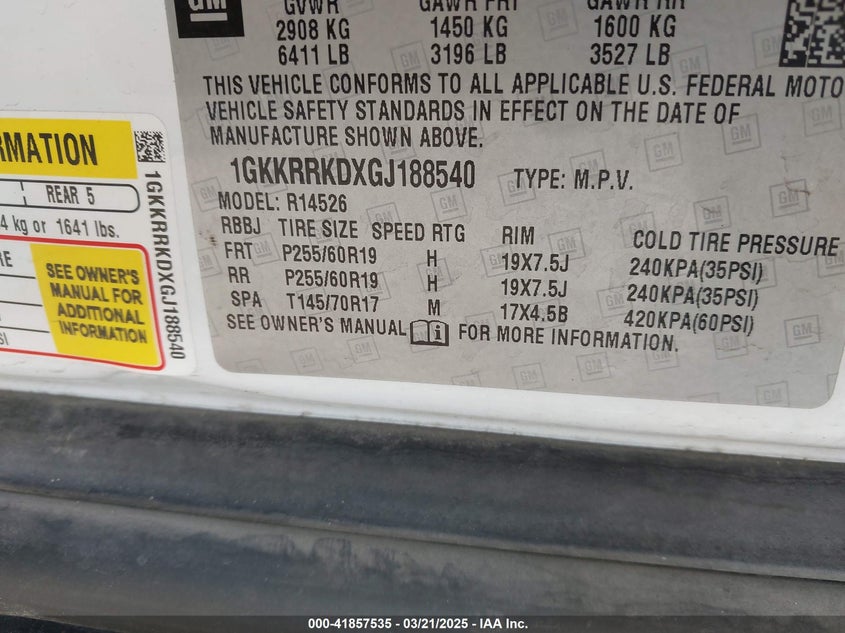 GM
GVWR GAWR FRT GAWR RR
2908 KG 1450 KG 1600 KG
6411 LB 3196 LB 3527 LB
THIS VEHICLE CONFORMS TO ALL APPLICABLE U.S. FEDERAL MOTO
VEHICLE SAFETY STANDARDS IN EFFECT ON THE DATE OF
MANUFACTURE SHOWN ABOVE.
1GKKRRKDXGJ188540 TYPE: M.P.V.
MODEL: R14526
RBBJ TIRE SIZE SPEED RTG RIM COLD TIRE PRESSURE
FRT P255/60R19 H 19X7.5J 240KPA(35PSI)
RR P255/60R19 H 19X7.5J 240KPA(35PSI)
SPA T145/70R17 M 17X4.5B 420KPA(60PSI)
SEE OWNER'S MANUAL FOR MORE INFORMATION.
RMATION
REAR 5
4 kg or 1641 lbs.
RE
SEE OWNER'S
MANUAL FOR
ADDITIONAL
INFORMATION
SI
1GKKRRKDXGJ188540
000-41857535 - 03/21/2025 - IAA Inc.